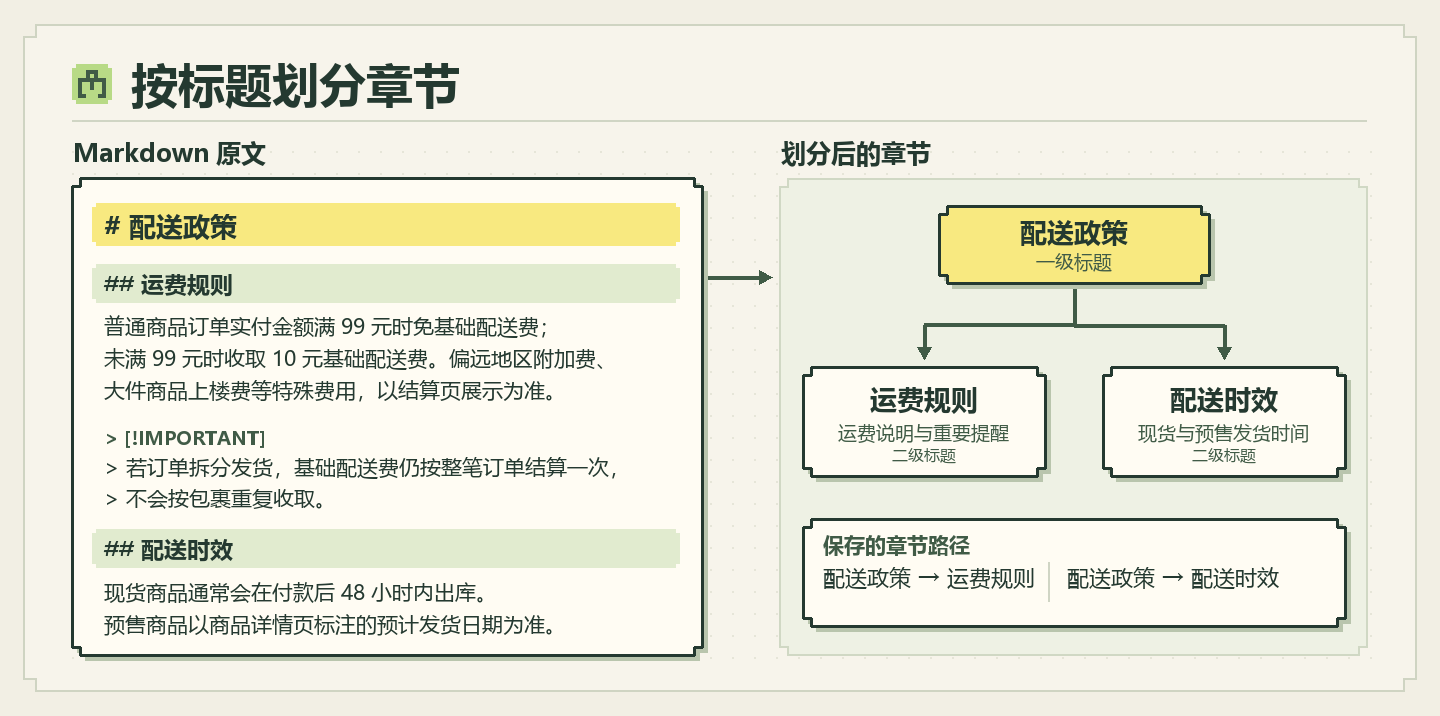 按标题划分章节
Markdown 原文
# 配送政策
## 运费规则
普通商品订单实付金额满 99 元时免基础配送费；
未满 99 元时收取 10 元基础配送费。偏远地区附加费、
大件商品上楼费等特殊费用，以结算页展示为准。
> [!IMPORTANT]
> 若订单拆分发货，基础配送费仍按整笔订单结算一次，
> 不会按包裹重复收取。
## 配送时效
现货商品通常会在付款后 48 小时内出库。
预售商品以商品详情页标注的预计发货日期为准。
划分后的章节
配送政策
一级标题
运费规则
运费说明与重要提醒
二级标题
配送时效
现货与预售发货时间
二级标题
保存的章节路径
配送政策 → 运费规则
配送政策 → 配送时效